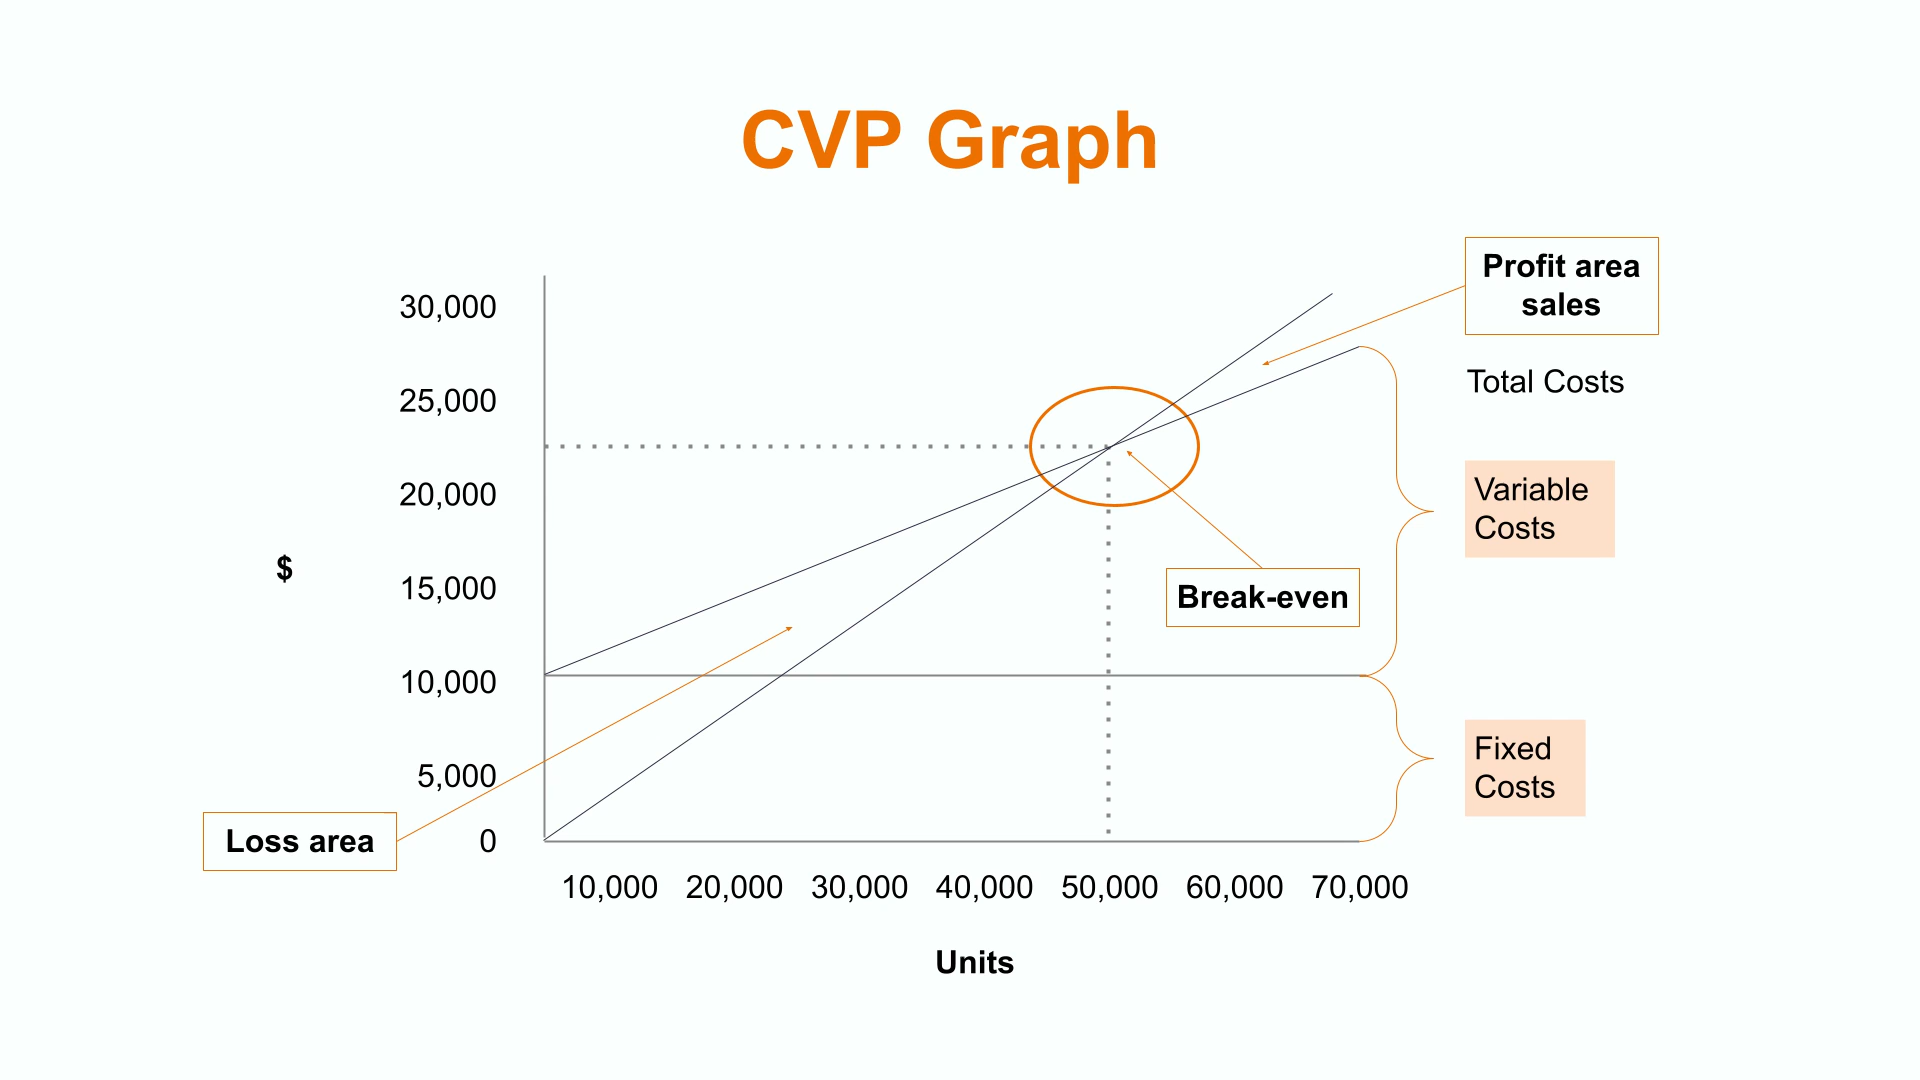 CVP Graph
Profit area
sales
30,000
Total Costs
25,000
Variable
Costs
20,000
$
15,000
Break-even
10,000
Fixed
Costs
5,000
Loss area
0
10,000 20,000 30,000 40,000 50,000 60,000 70,000
Units